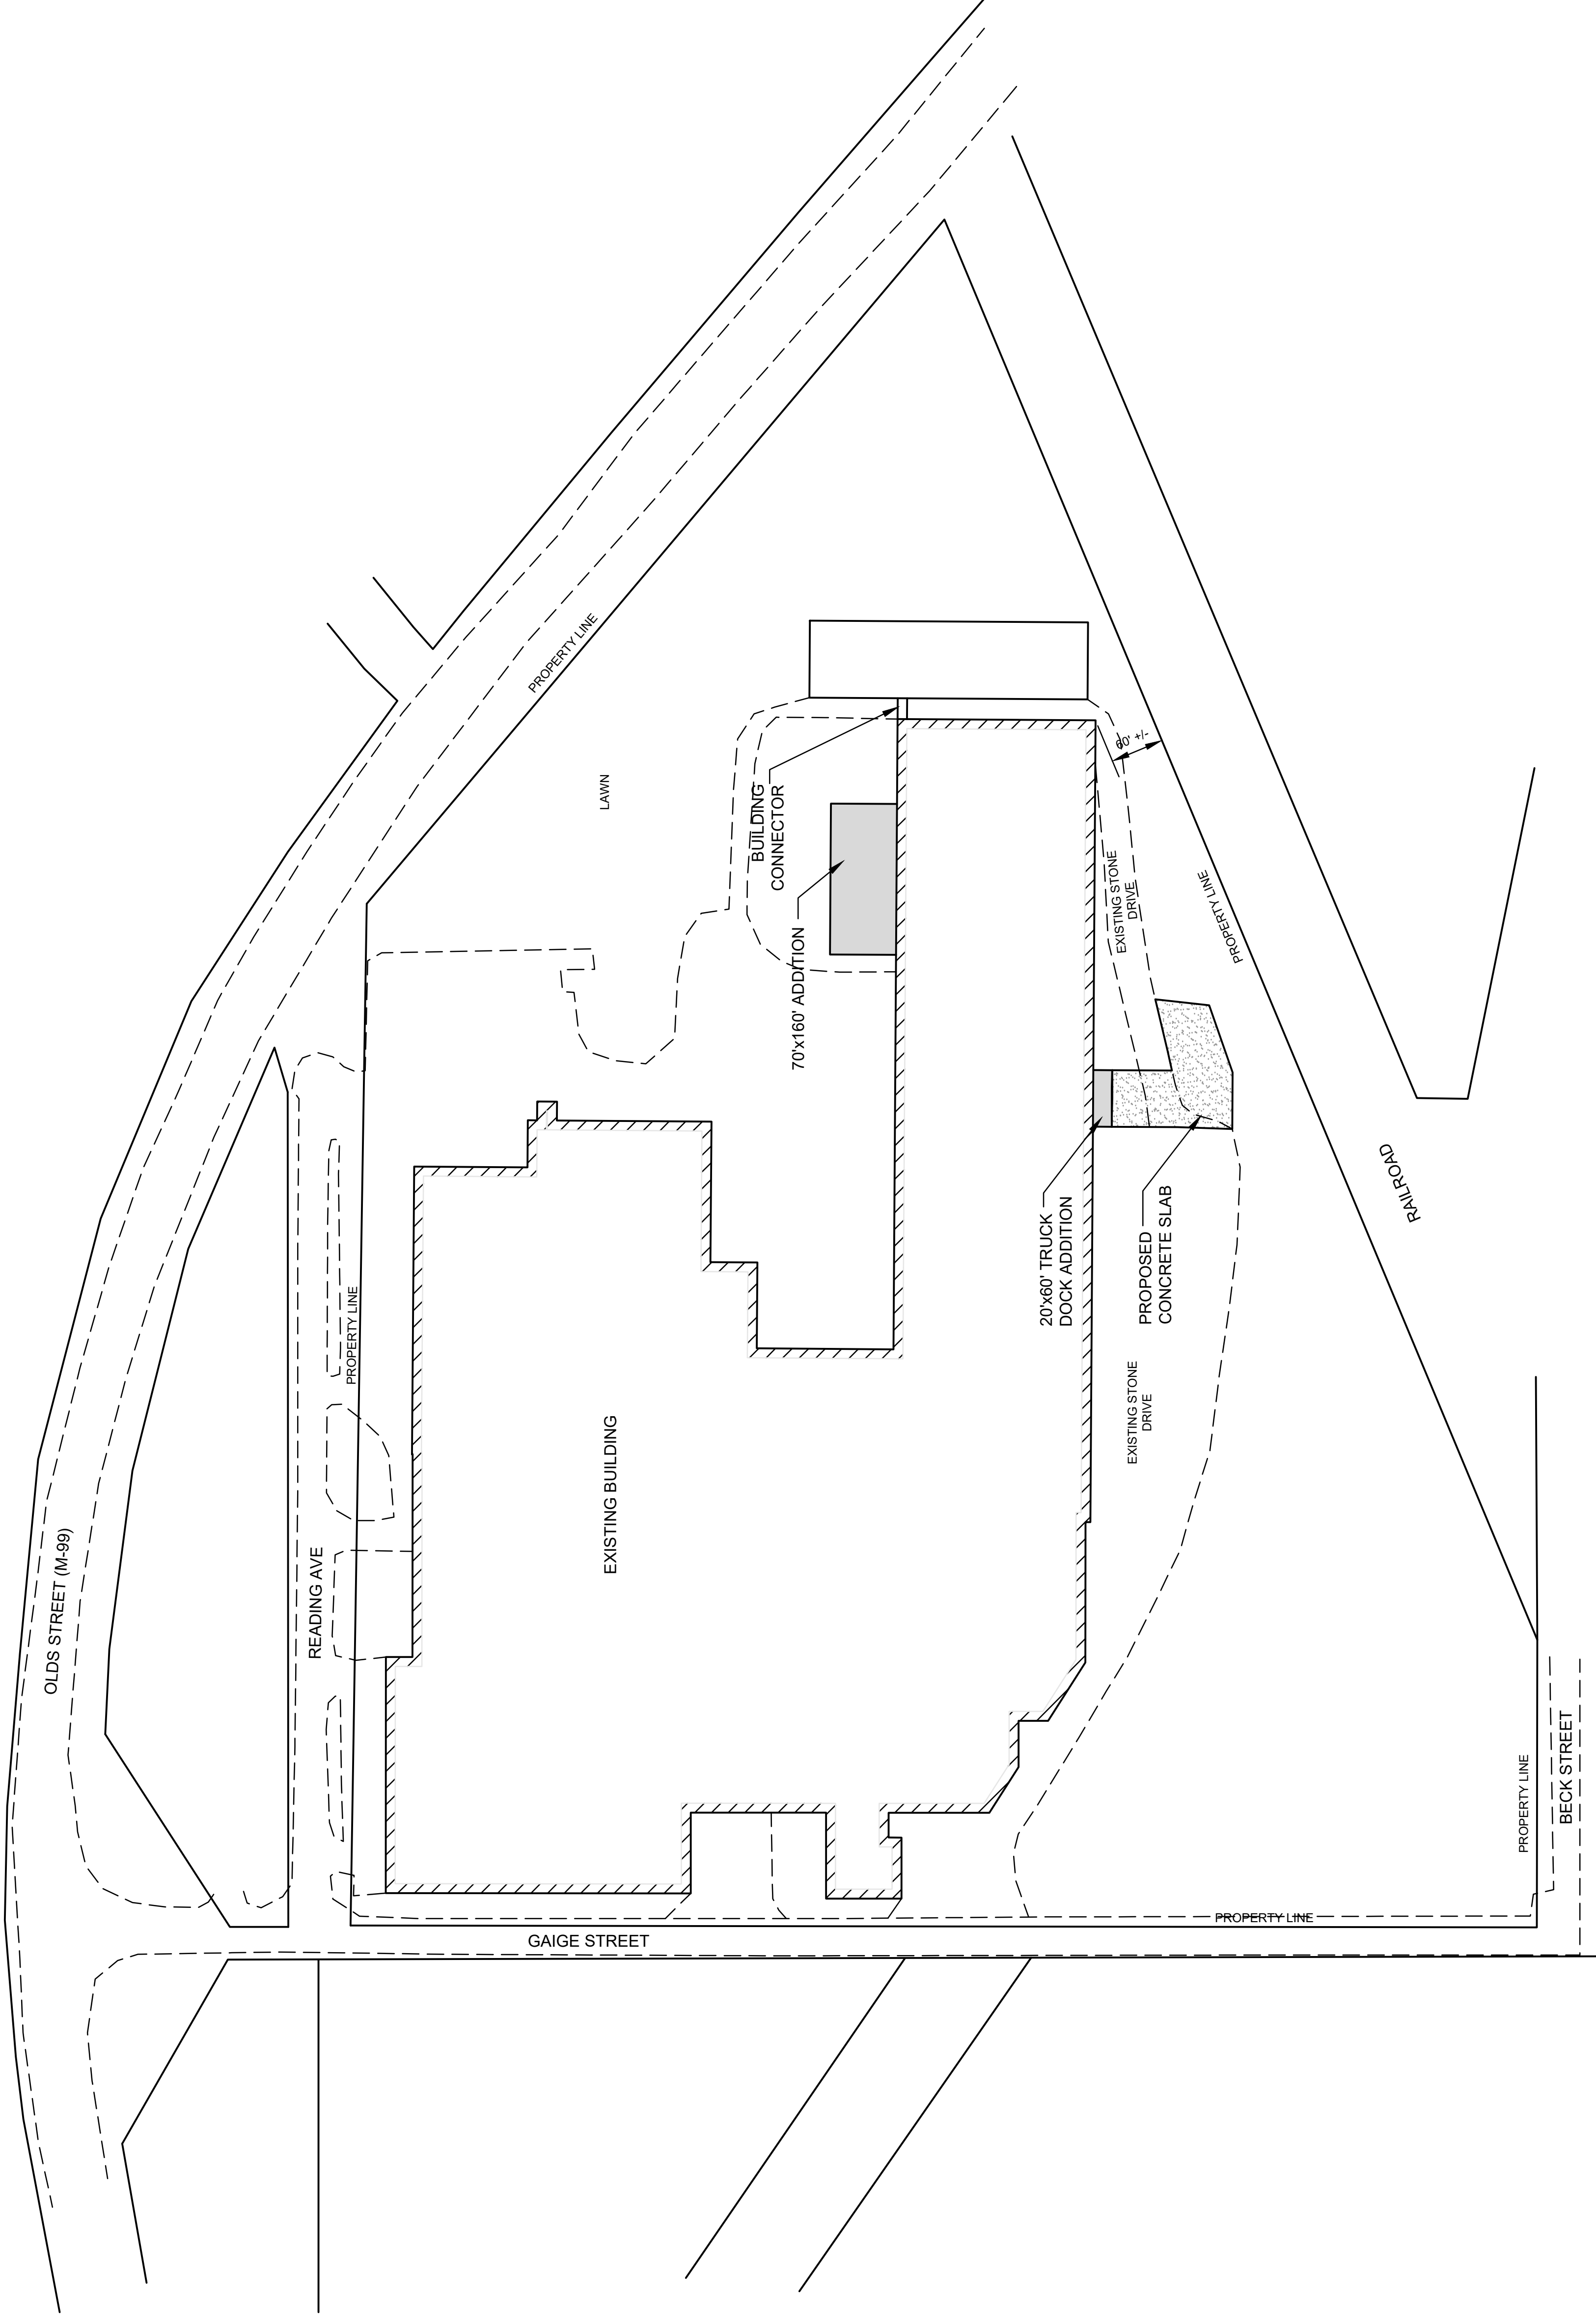 PROPERTY LINE
60' +/-
LAWN
BUILDING
CONNECTOR
EXISTING STONE
DRIVE
PROPERTY LINE
70'x160' ADDITION
RAILROAD
20'x60' TRUCK
DOCK ADDITION
PROPOSED
CONCRETE SLAB
PROPERTY LINE
EXISTING STONE
DRIVE
EXISTING BUILDING
OLDS STREET (M-99)
READING AVE
PROPERTY LINE
BECK STREET
PROPERTY LINE
GAIGE STREET